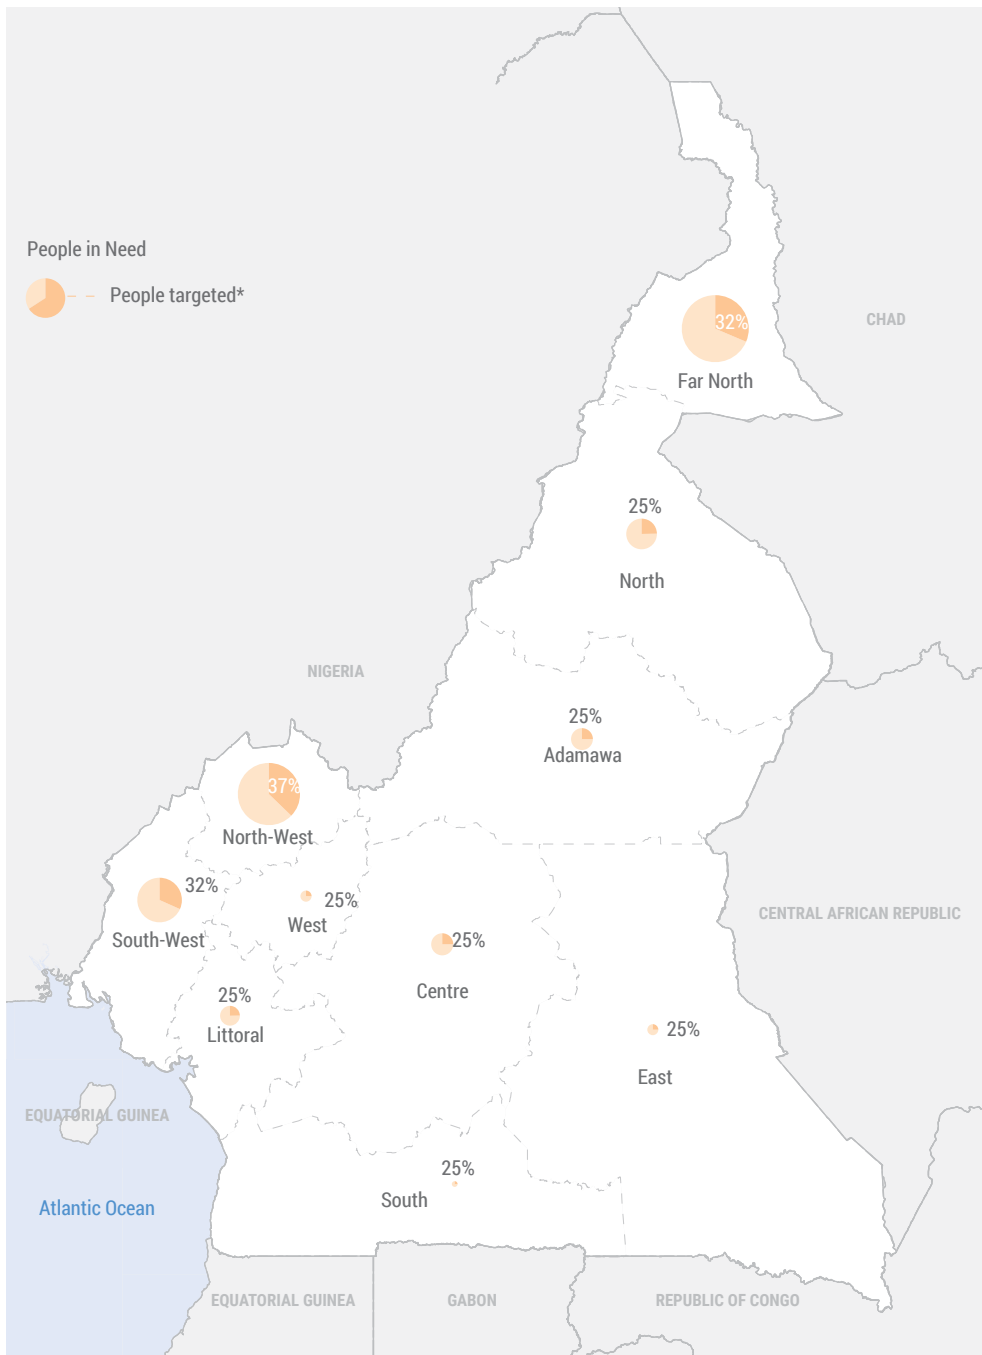 People in Need
People targeted*
CHAD
32%
Far North
25%
North
NIGERIA
25%
Adamawa
37%
North-West
32%
South-West
25%
West
CENTRAL AFRICAN REPUBLIC
25%
Centre
25%
Littoral
25%
East
EQUATORIAL GUINEA
25%
South
Atlantic Ocean
EQUATORIAL GUINEA
GABON
REPUBLIC OF CONGO